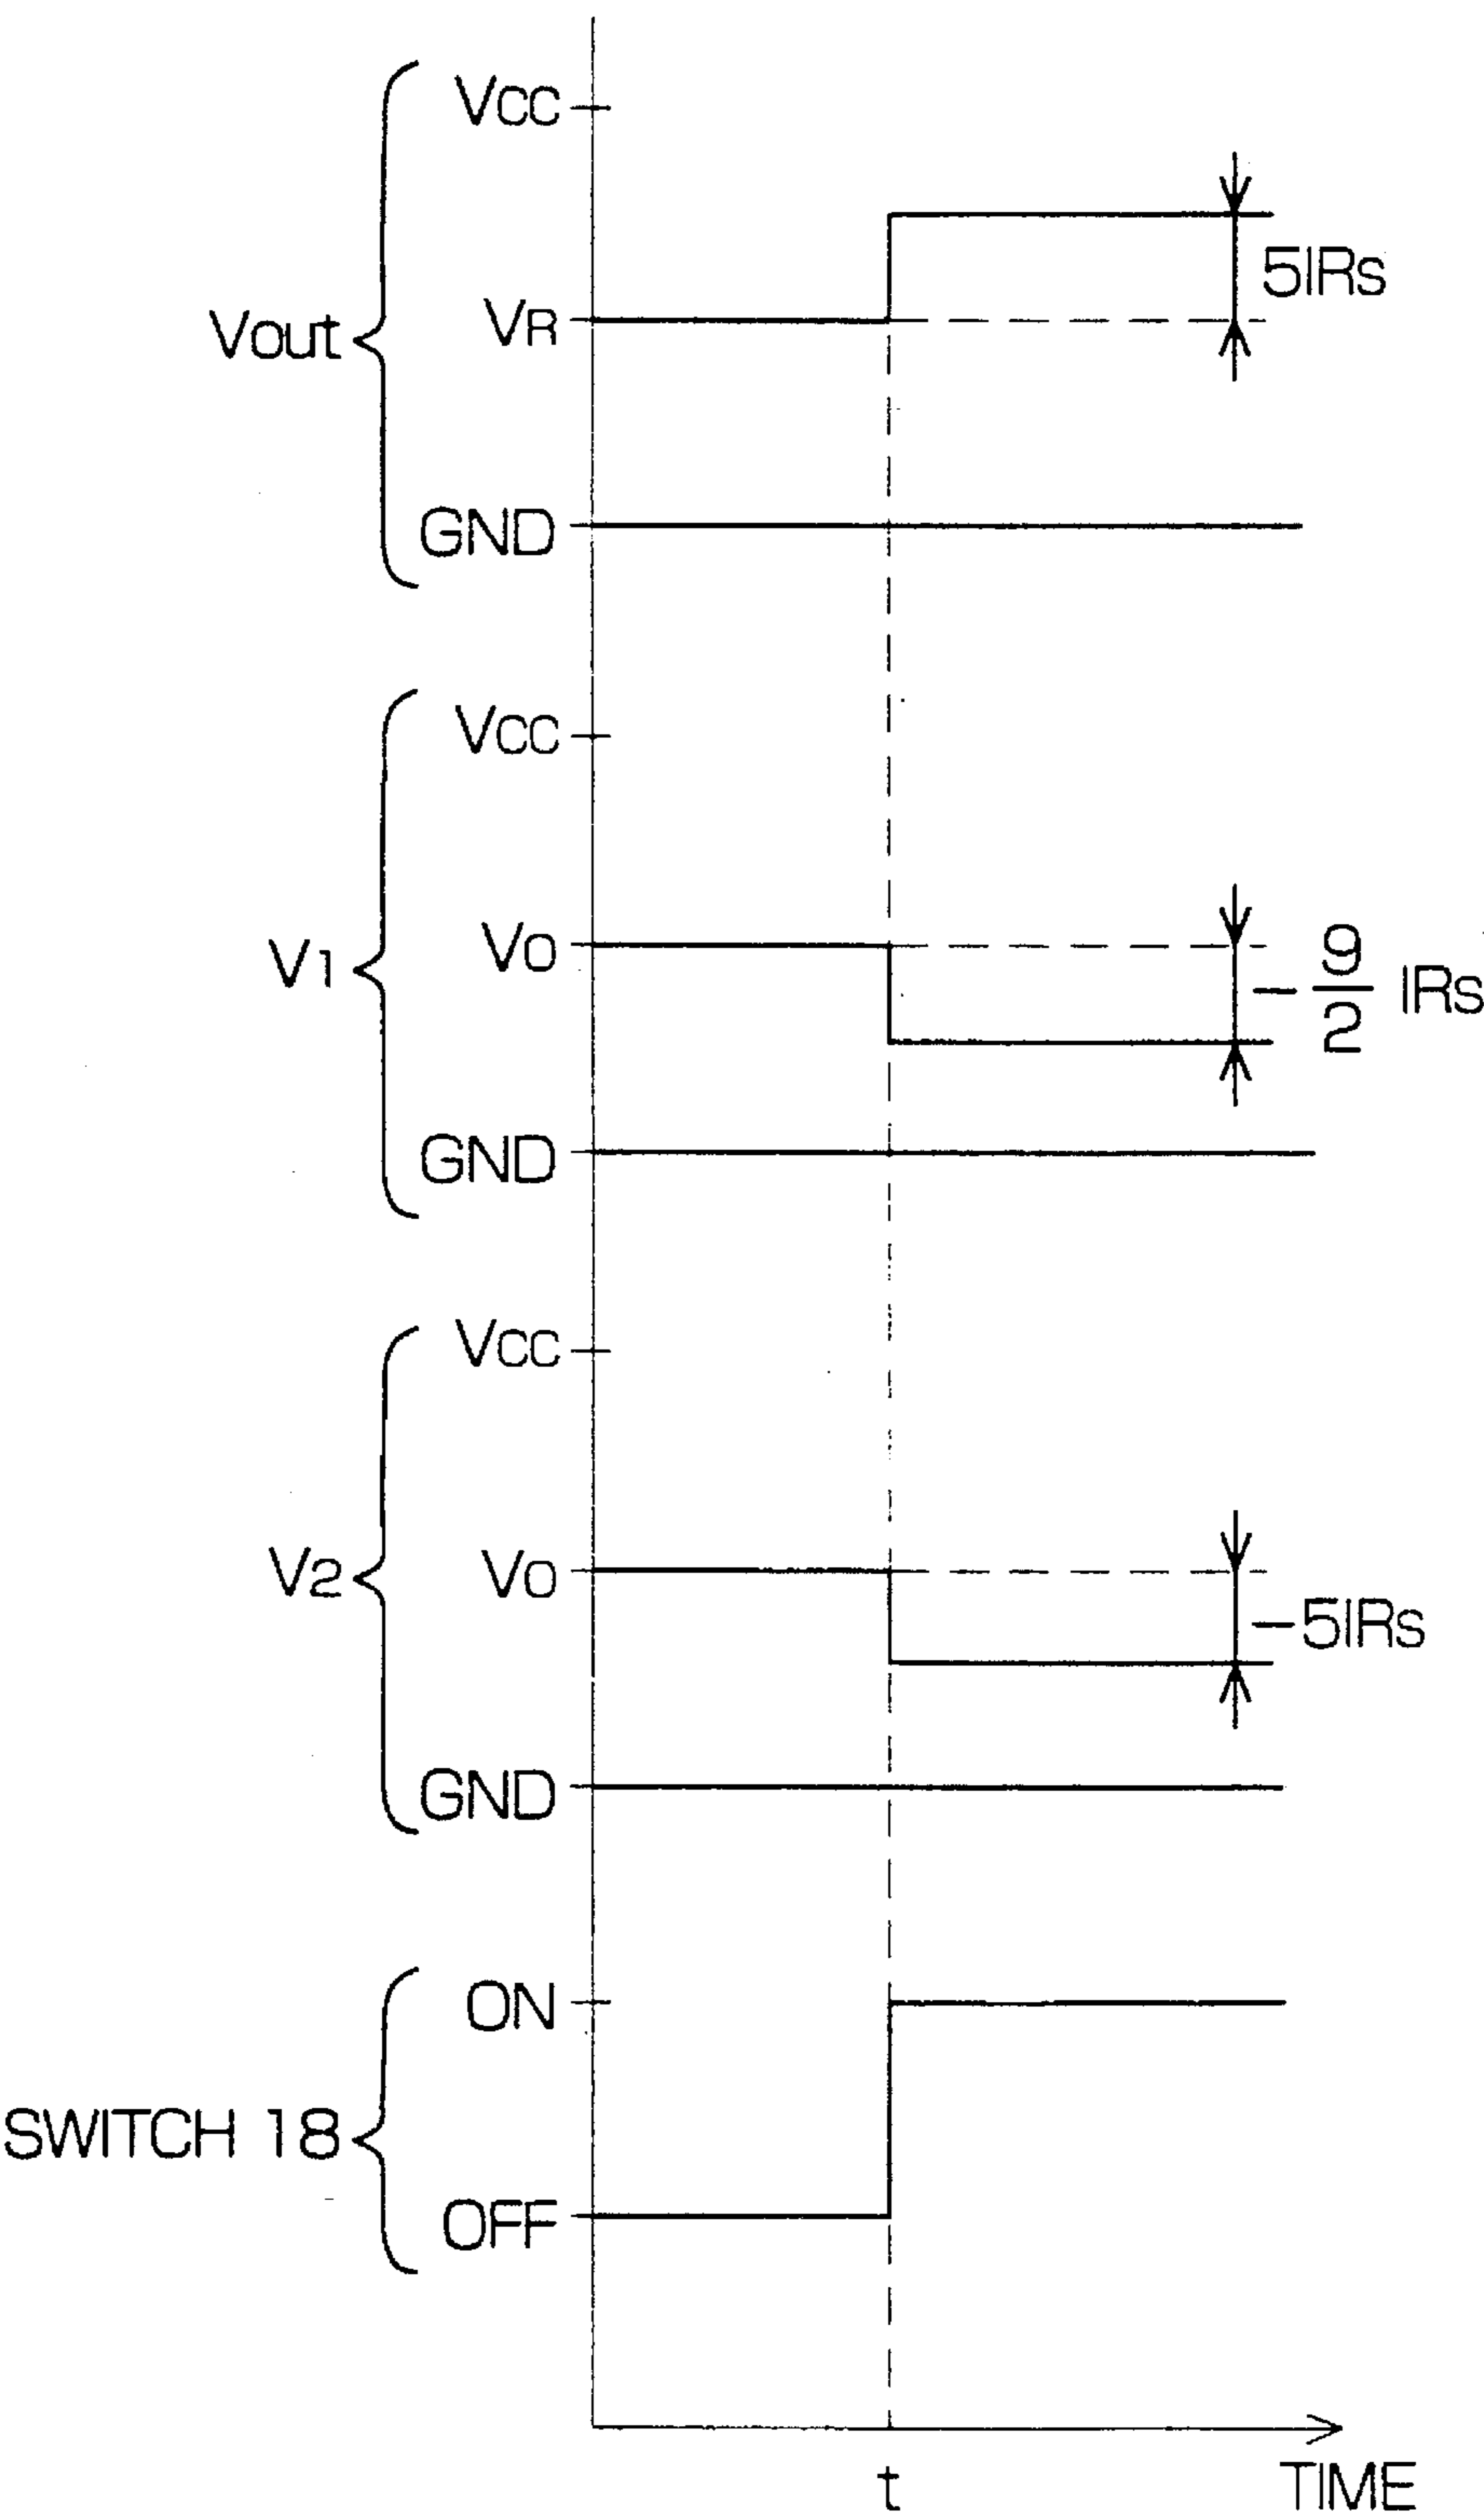 Vcc
5IRs
Vout
VR
GND
Vcc
V1
Vo
-9/2 IRs
GND
Vcc
V2
Vo
-5IRs
GND
ON
SWITCH 18
OFF
t
TIME